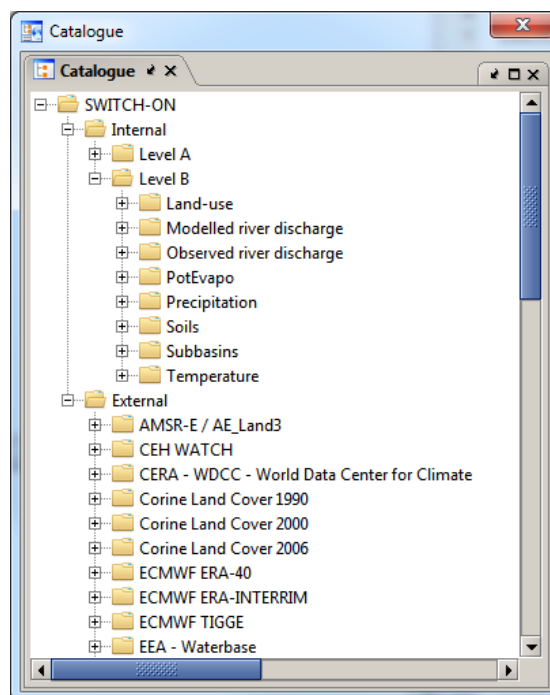 Catalogue
Catalogue
SWITCH-ON
Internal
Level A
Level B
Land-use
Modelled river discharge
Observed river discharge
PotEvapo
Precipitation
Soils
Subbasins
Temperature
External
AMSR-E / AE_Land3
CEH WATCH
CERA - WDCC - World Data Center for Climate
Corine Land Cover 1990
Corine Land Cover 2000
Corine Land Cover 2006
ECMWF ERA-40
ECMWF ERA-INTERRIM
ECMWF TIGGE
EEA - Waterbase